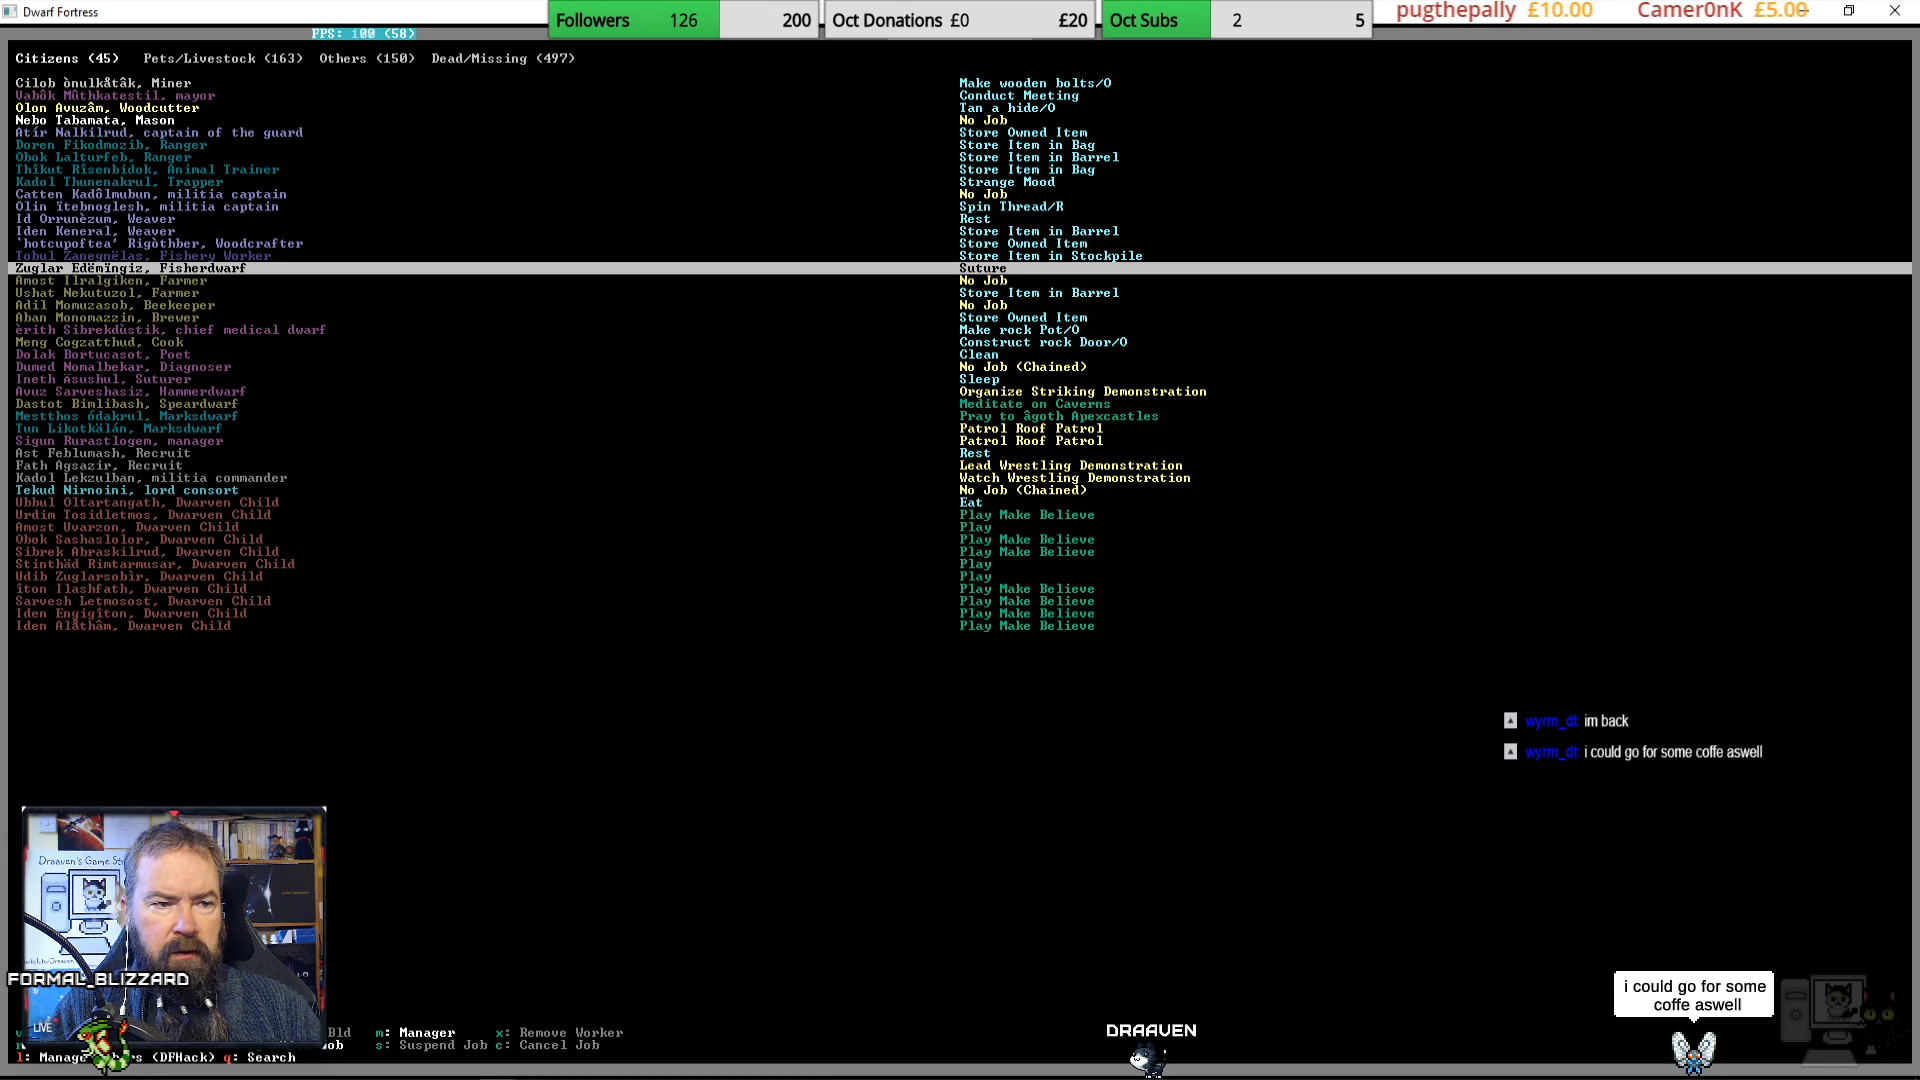 Dwarf Fortress
Followers 126 200
Oct Donations £0 £20
Oct Subs 2 5
pugthepally £10.00 Camer0nK £5.00
FPS: 100 (58)
Citizens (45) Pets/Livestock (163) Others (150) Dead/Missing (497)
Cilob ònulkåtâk, Miner Make wooden bolts/O
Vabôk Mûthkatestil, mayor Conduct Meeting
Olon Avuzâm, Woodcutter Tan a hide/O
Nebo Tabamata, Mason No Job
Atír Nalkilrud, captain of the guard Store Owned Item
Doren Fikodmozib, Ranger Store Item in Bag
Obok Lalturfeb, Ranger Store Item in Barrel
Thîkut Rîsenbidok, Animal Trainer Store Item in Bag
Kadol Thunenakrul, Trapper Strange Mood
Catten Kadôlmubun, militia captain No Job
Olin ïtebnoglesh, militia captain Spin Thread/R
Id Orrunèzum, Weaver Rest
Iden Keneral, Weaver Store Item in Barrel
`hotcupoftea' Rigòthber, Woodcrafter Store Owned Item
Tobul Zanegnëlas, Fishery Worker Store Item in Stockpile
Zuglar Edëmïngiz, Fisherdwarf Suture
Amost Ilralgiken, Farmer No Job
Ushat Nekutuzol, Farmer Store Item in Barrel
Adil Momuzasob, Beekeeper No Job
Aban Monomazzin, Brewer Store Owned Item
èrith Sibrekdùstik, chief medical dwarf Make rock Pot/O
Meng Cogzatthud, Cook Construct rock Door/O
Dolak Bortucasot, Poet Clean
Dumed Nomalbekar, Diagnoser No Job (Chained)
Ineth Äsushul, Suturer Sleep
Avuz Sarveshasiz, Hammerdwarf Organize Striking Demonstration
Dastot Bimlibash, Speardwarf Meditate on Caverns
Mestthos ódakrul, Marksdwarf Pray to âgoth Apexcastles
Tun Likotkälán, Marksdwarf Patrol Roof Patrol
Sigun Rurastlogem, manager Patrol Roof Patrol
Ast Feblumash, Recruit Rest
Fath Agsazir, Recruit Lead Wrestling Demonstration
Kadol Lekzulban, militia commander Watch Wrestling Demonstration
Tekud Nirnoini, lord consort No Job (Chained)
Ubbul Oltartangath, Dwarven Child Eat
Urdim Tosidletmos, Dwarven Child Play Make Believe
Amost Uvarzon, Dwarven Child Play
Obok Sashaslolor, Dwarven Child Play Make Believe
Sibrek Abraskilrud, Dwarven Child Play Make Believe
Stinthäd Rimtarmusar, Dwarven Child Play
Udib Zuglarsobìr, Dwarven Child Play
îton Ilashfath, Dwarven Child Play Make Believe
Sarvesh Letmosost, Dwarven Child Play Make Believe
Iden Engigîton, Dwarven Child Play Make Believe
Iden Alåthâm, Dwarven Child Play Make Believe
wyrm_dt im back
wyrm_dt i could go for some coffe aswell
Draaven's Game
FORMAL_BLIZZARD
LIVE
i could go for some
coffe aswell
Bld m: Manager x: Remove Worker
s: Suspend Job c: Cancel Job
(DFHack) q: Search
DRAAVEN